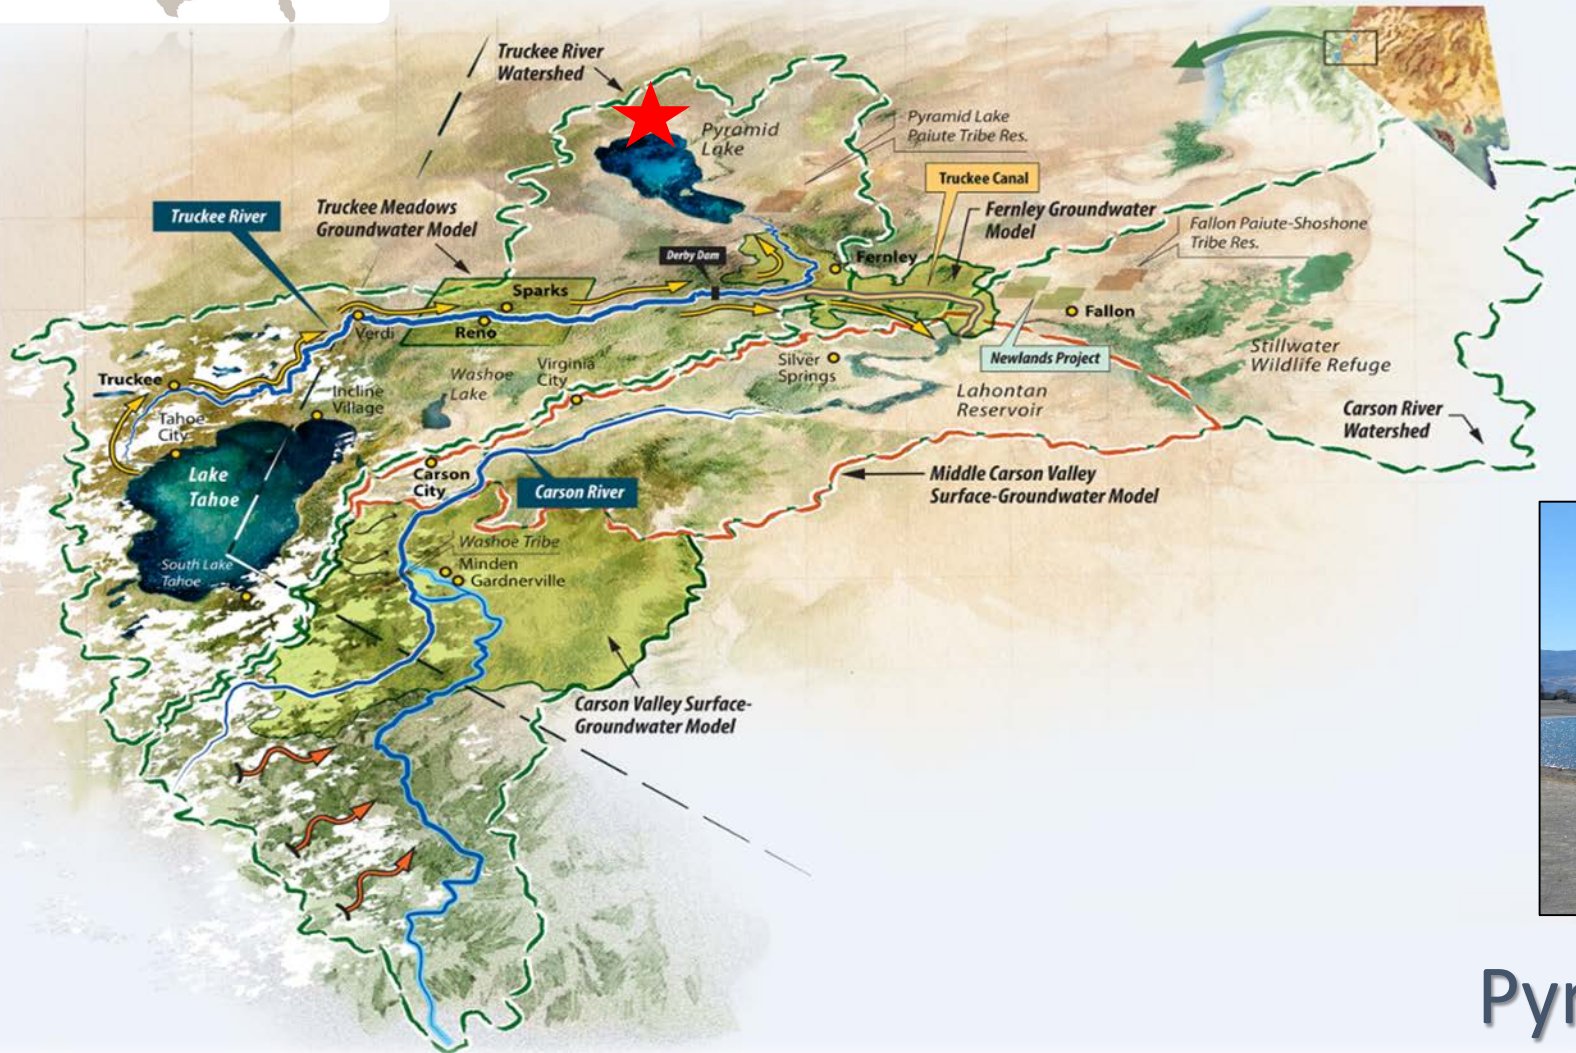 Truckee River
Watershed
Pyramid
Lake
Pyramid Lake
Paiute Tribe Res.
Truckee Canal
Truckee River
Truckee Meadows
Groundwater Model
Fernley Groundwater
Model
Fallon Paiute-Shoshone
Tribe Res.
Derby Dam
Fernley
Sparks
Reno
Verdi
Fallon
Newlands Project
Stillwater
Wildlife Refuge
Silver
Springs
Virginia
City
Washoe
Lake
Truckee
Incline
Village
Lahontan
Reservoir
Tahoe
City
Carson River
Watershed
Lake
Tahoe
Carson
City
Carson River
Middle Carson Valley
Surface-Groundwater Model
Washoe Tribe
Minden
Gardnerville
South Lake
Tahoe
Carson Valley Surface-
Groundwater Model
Pyr